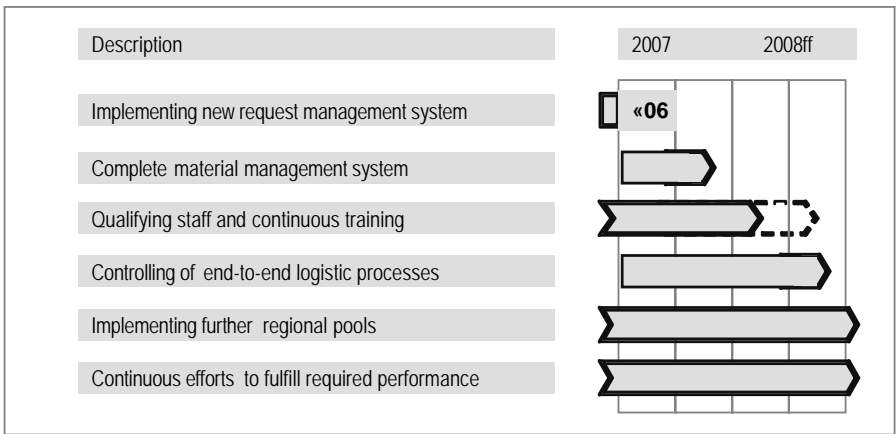 Description 2007 2008ff
Implementing new request management system «06
Complete material management system
Qualifying staff and continuous training
Controlling of end-to-end logistic processes
Implementing further regional pools
Continuous efforts to fulfill required performance